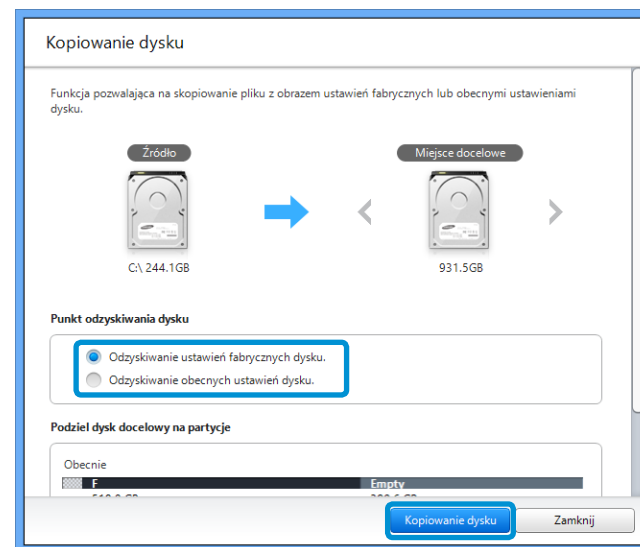 Kopiowanie dysku
Funkcja pozwalająca na skopiowanie pliku z obrazem ustawień fabrycznych lub obecnymi ustawieniami
dysku.
Źródło
Miejsce docelowe
C:\ 244.1GB
931.5GB
Punkt odzyskiwania dysku
Odzyskiwanie ustawień fabrycznych dysku.
Odzyskiwanie obecnych ustawień dysku.
Podziel dysk docelowy na partycje
Obecnie
F
Empty
Kopiowanie dysku
Zamknij